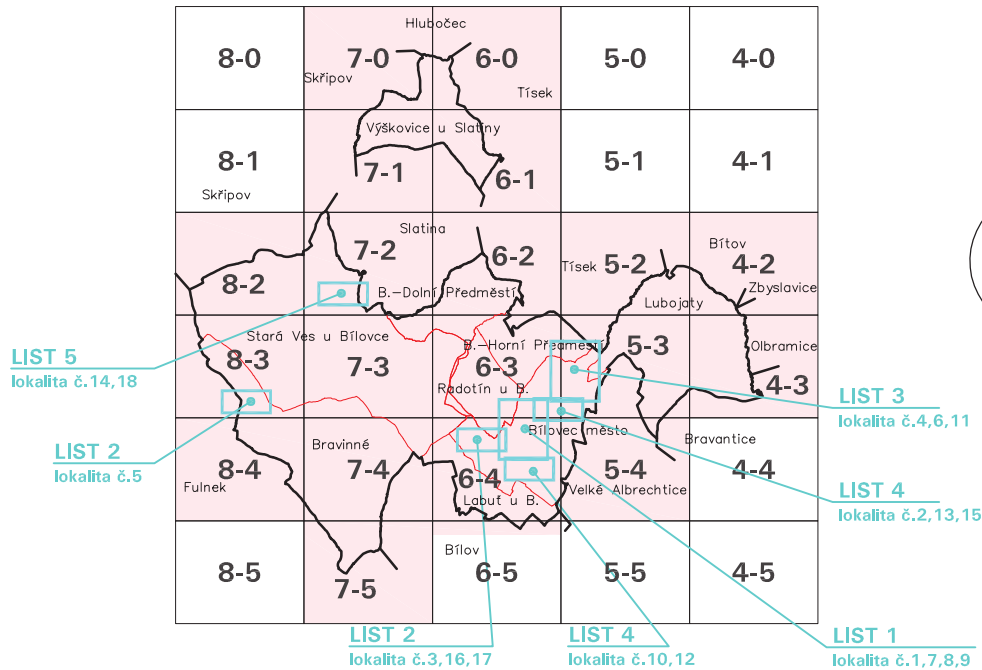 Hlubočec
8-0
7-0
6-0
5-0
4-0
Skřipov
Tísek
Výškovice u Slatiny
8-1
7-1
6-1
5-1
4-1
Skřipov
Slatina
7-2
6-2
5-2
Bítov
4-2
8-2
Tísek
Zbyslavice
B.–Dolní Předměstí
Lubojaty
Stará Ves u Bílovce
B.–Horní Předměstí
8-3
7-3
6-3
5-3
Olbramice
4-3
Radotín u B.
LIST 5
lokalita č.14,18
LIST 3
lokalita č.4,6,11
Bravinné
Bílovec město
Bravantice
LIST 2
lokalita č.5
8-4
7-4
6-4
5-4
4-4
Fulnek
Labuť u B.
Velké Albrechtice
LIST 4
lokalita č.2,13,15
Bílov
8-5
7-5
6-5
5-5
4-5
LIST 2
lokalita č.3,16,17
LIST 4
lokalita č.10,12
LIST 1
lokalita č.1,7,8,9